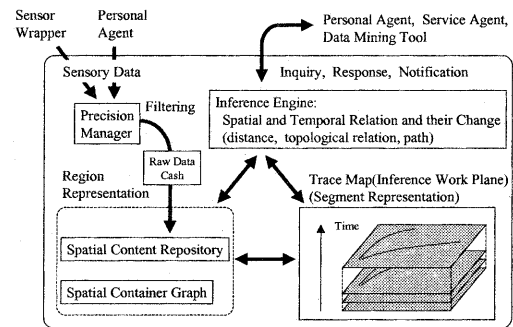 Sensor
Wrapper
Personal
Agent
Personal Agent, Service Agent,
Data Mining Tool
Sensory Data
Inquiry, Response, Notification
Precision
Manager
Filtering
Inference Engine:
Spatial and Temporal Relation and their Change
(distance, topological relation, path)
Raw Data
Cash
Region
Representation
Trace Map(Inference Work Plane)
(Segment Representation)
Time
Spatial Content Repository
Spatial Container Graph